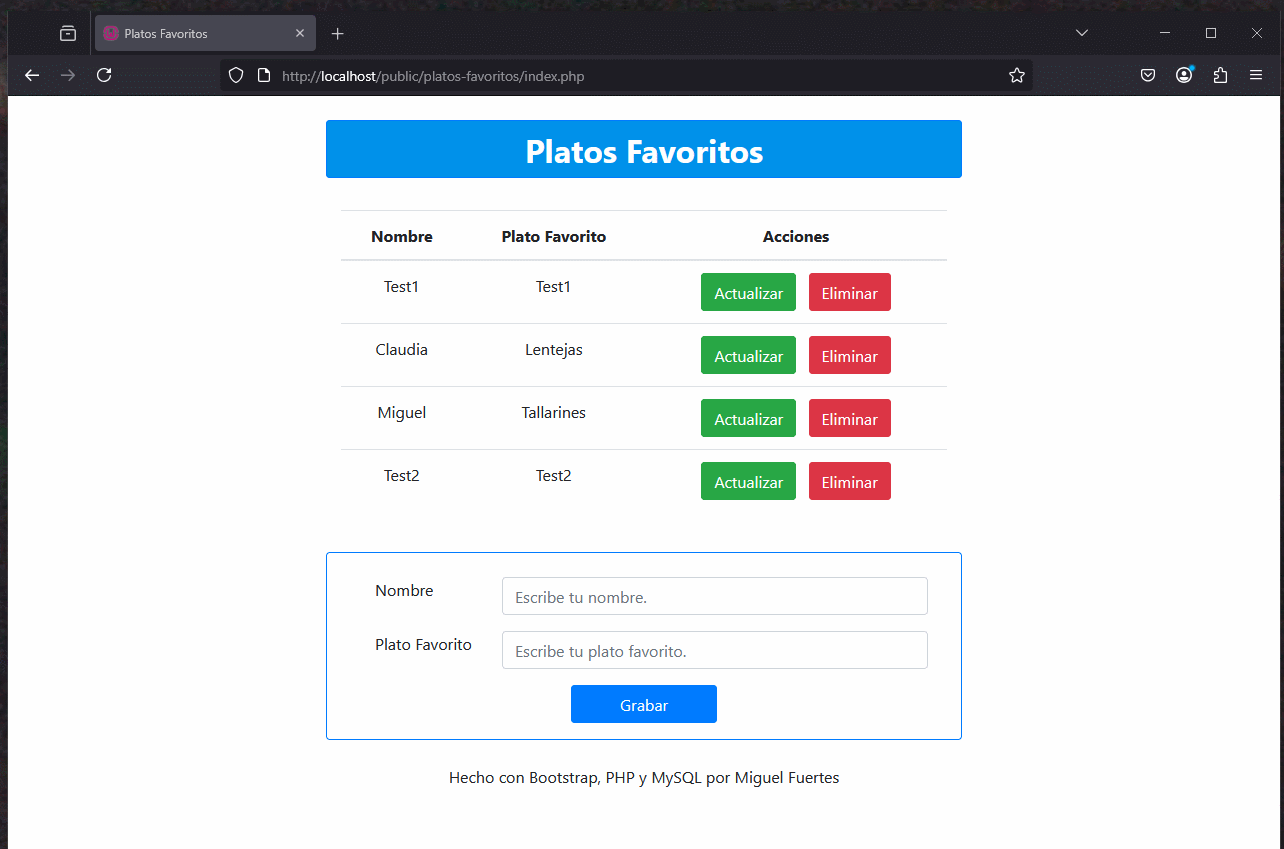 Platos Favoritos
http://localhost/public/platos-favoritos/index.php
Platos Favoritos
Nombre Plato Favorito Acciones
Test1 Test1 Actualizar Eliminar
Claudia Lentejas Actualizar Eliminar
Miguel Tallarines Actualizar Eliminar
Test2 Test2 Actualizar Eliminar
Nombre Escribe tu nombre.
Plato Favorito Escribe tu plato favorito.
Grabar
Hecho con Bootstrap, PHP y MySQL por Miguel Fuertes